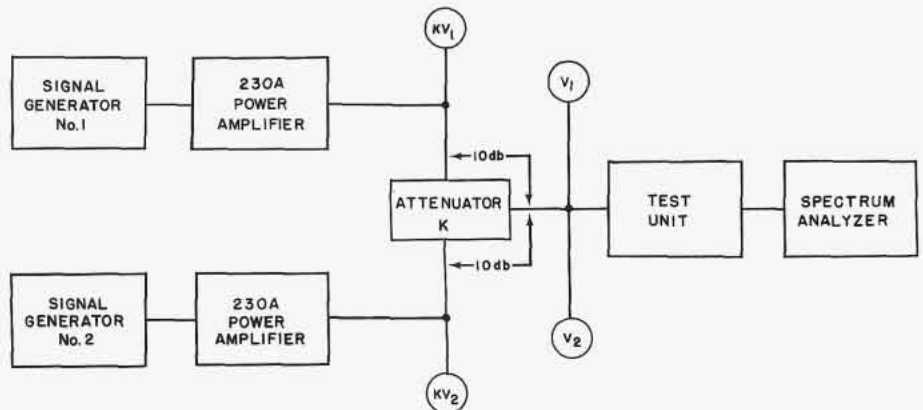 SIGNAL
GENERATOR
No.1
230A
POWER
AMPLIFIER
KV1
10db
ATTENUATOR
K
10db
V1
TEST
UNIT
SPECTRUM
ANALYZER
V2
SIGNAL
GENERATOR
No.2
230A
POWER
AMPLIFIER
KV2